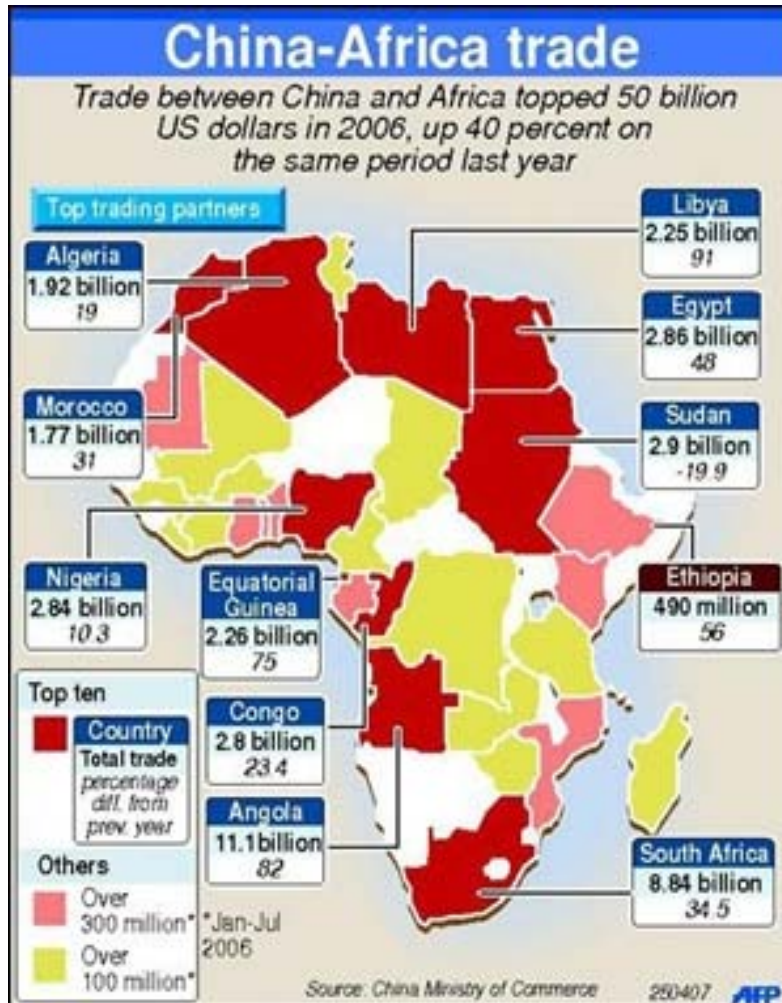 China-Africa trade
Trade between China and Africa topped 50 billion
US dollars in 2006, up 40 percent on
the same period last year
Top trading partners
Algeria
1.92 billion
19
Libya
2.25 billion
91
Egypt
2.86 billion
48
Morocco
1.77 billion
31
Sudan
2.9 billion
-19.9
Nigeria
2.84 billion
10.3
Equatorial
Guinea
2.26 billion
75
Ethiopia
490 million
56
Congo
2.8 billion
23.4
Angola
11.1 billion
82
South Africa
8.84 billion
34.5
Top ten
Country
Total trade
percentage
diff. from
prev. year
Others
Over
300 million*
Over
100 million*
*Jan-Jul
2006
Source: China Ministry of Commerce
250407
AFP